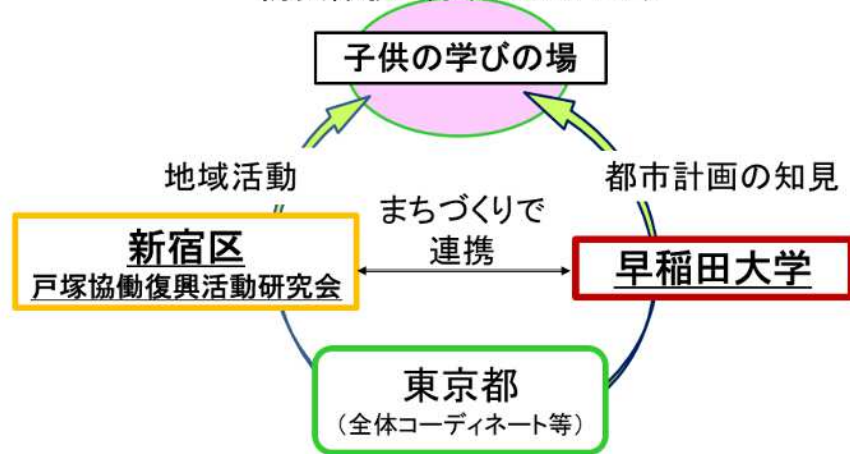 子供の学びの場
地域活動
都市計画の知見
まちづくりで
連携
新宿区
戸塚協働復興活動研究会
早稲田大学
東京都
（全体コーディネート等）